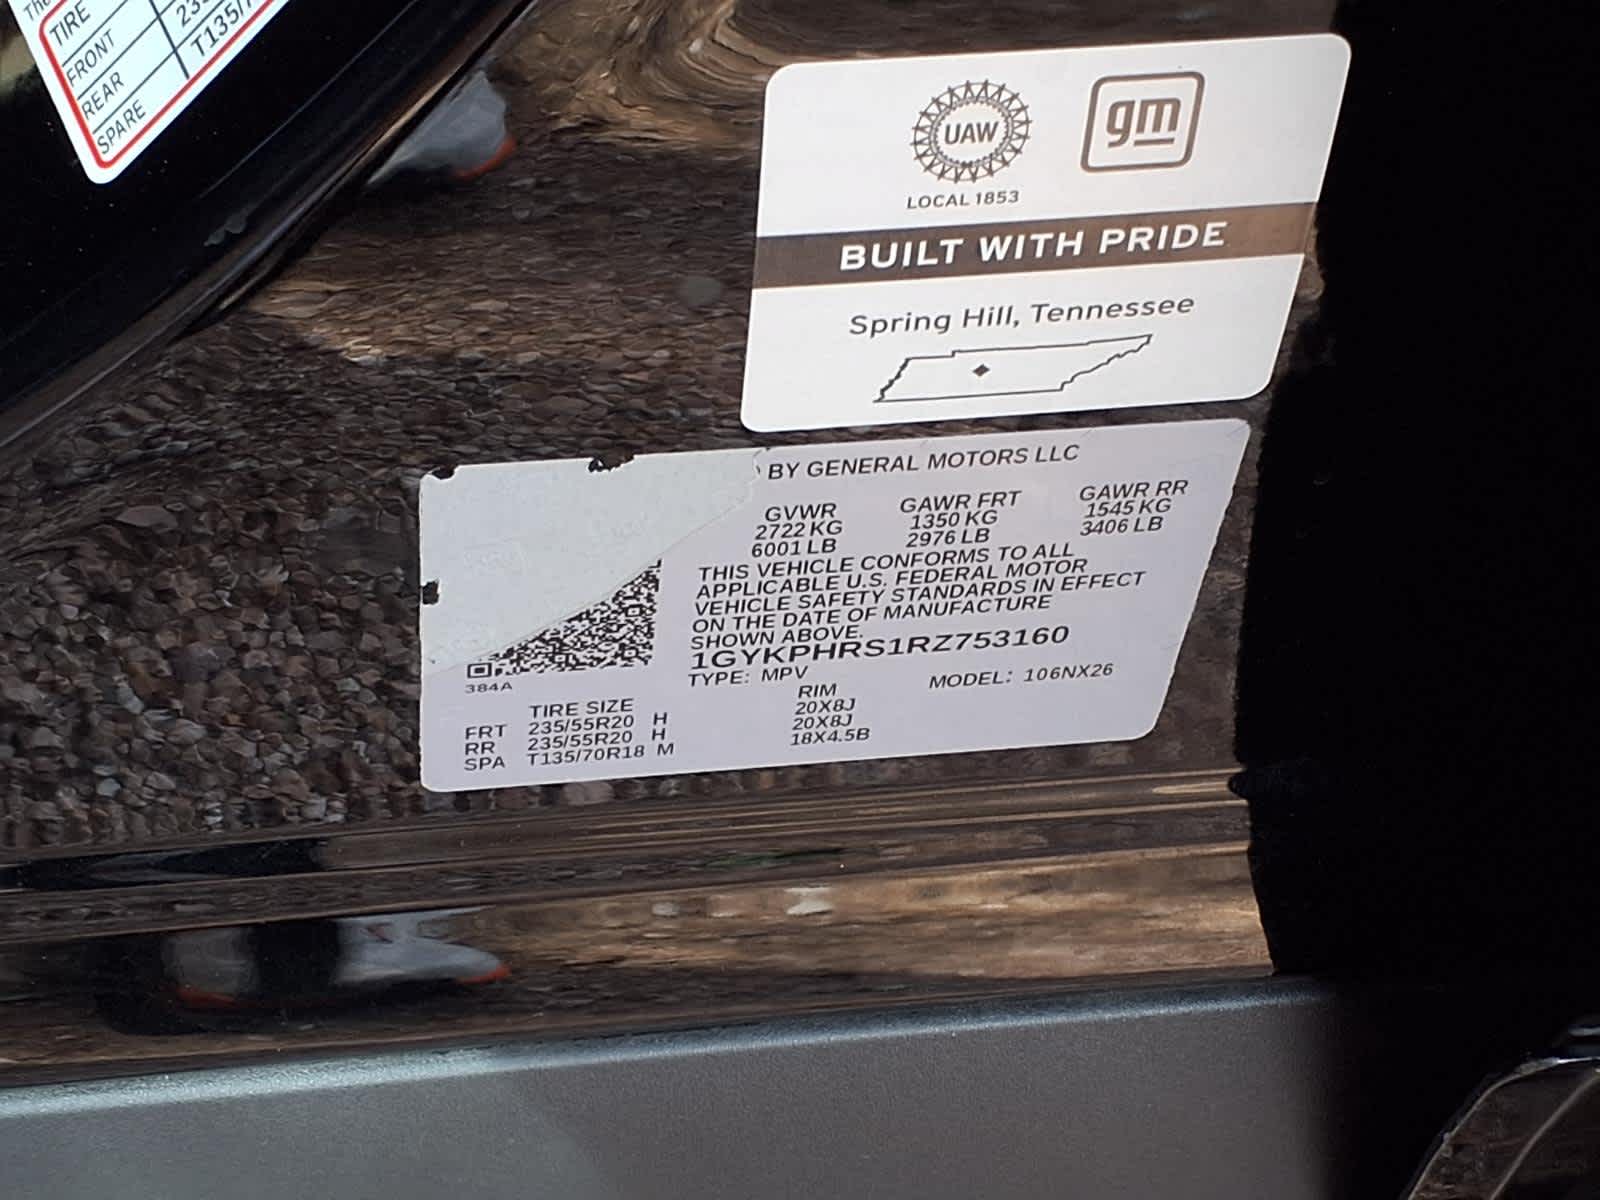 TIRE
FRONT
REAR
SPARE
T135/7
UAW
gm
LOCAL 1853
BUILT WITH PRIDE
Spring Hill, Tennessee
BY GENERAL MOTORS LLC
GVWR GAWR FRT GAWR RR
2722 KG 1350 KG 1545 KG
6001 LB 2976 LB 3406 LB
THIS VEHICLE CONFORMS TO ALL
APPLICABLE U.S. FEDERAL MOTOR
VEHICLE SAFETY STANDARDS IN EFFECT
ON THE DATE OF MANUFACTURE
SHOWN ABOVE.
1GYKPHRS1RZ753160
TYPE: MPV MODEL: 106NX26
384A
TIRE SIZE RIM
FRT 235/55R20 H 20X8J
RR 235/55R20 H 20X8J
SPA T135/70R18 M 18X4.5B